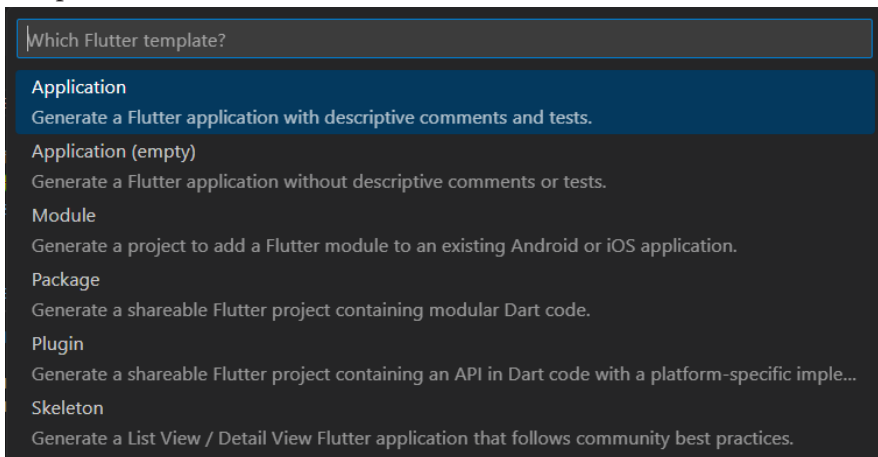 Which Flutter template?
Application
Generate a Flutter application with descriptive comments and tests.
Application (empty)
Generate a Flutter application without descriptive comments or tests.
Module
Generate a project to add a Flutter module to an existing Android or iOS application.
Package
Generate a shareable Flutter project containing modular Dart code.
Plugin
Generate a shareable Flutter project containing an API in Dart code with a platform-specific imple...
Skeleton
Generate a List View / Detail View Flutter application that follows community best practices.